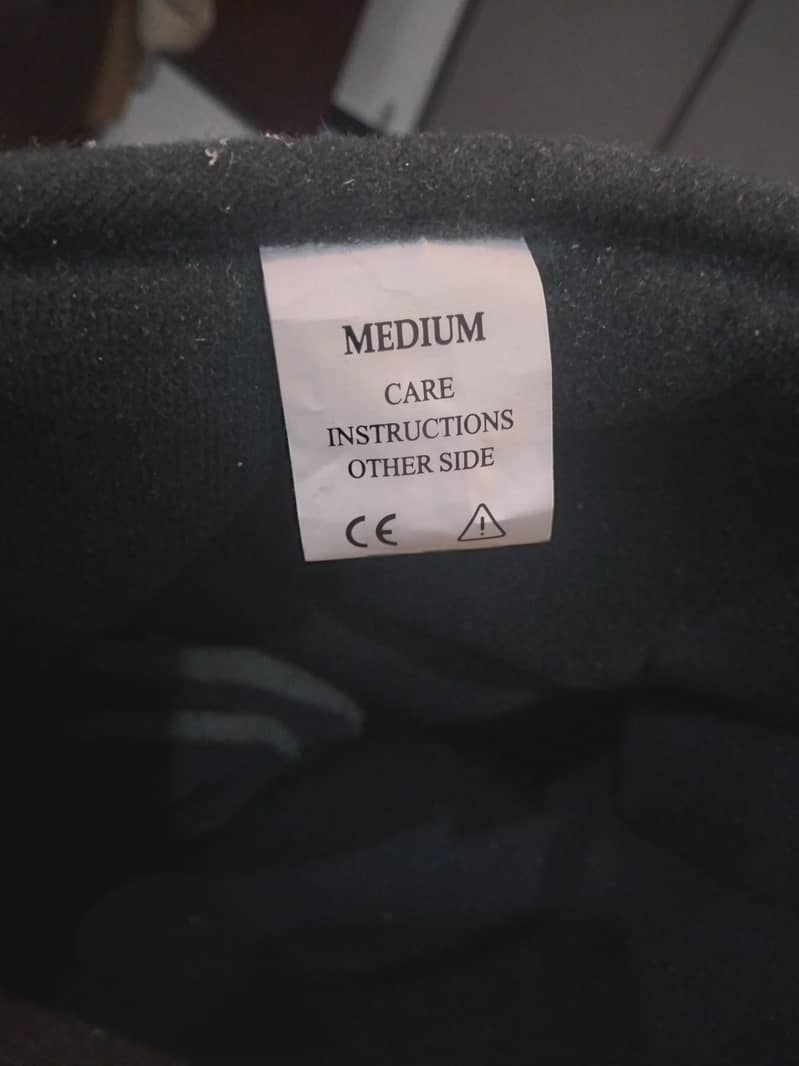 MEDIUM
CARE
INSTRUCTIONS
OTHER SIDE
CE